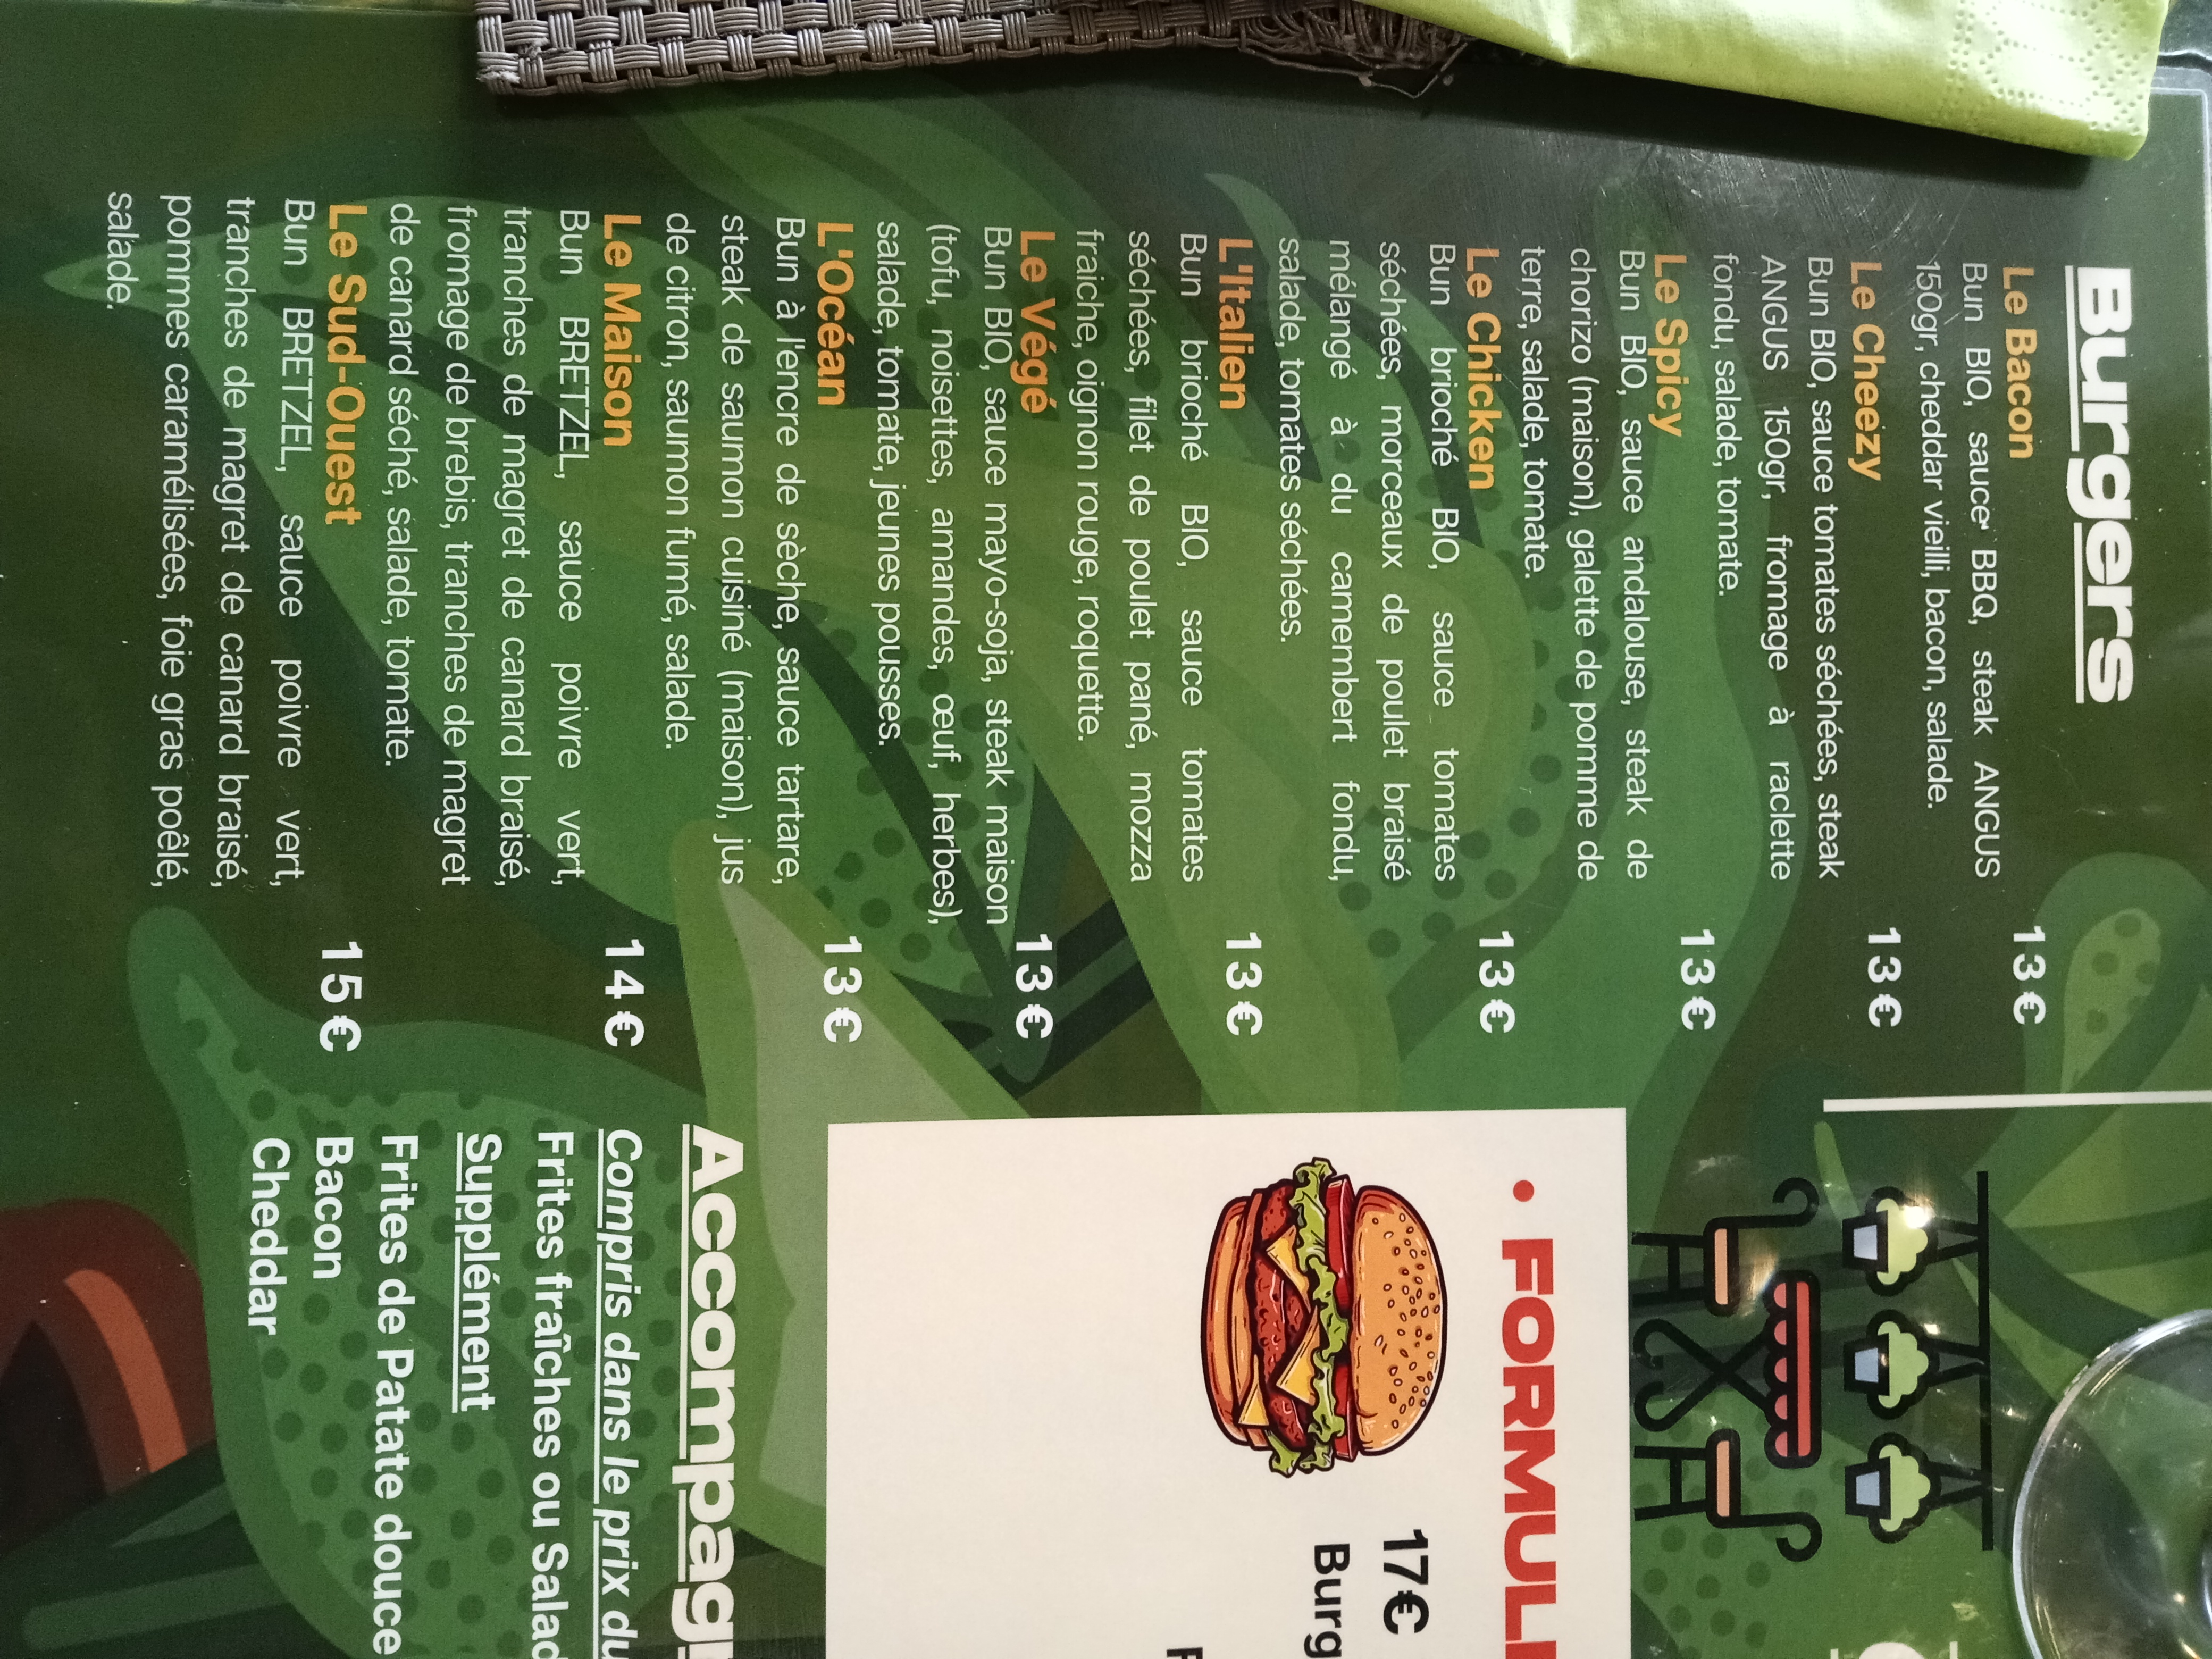 Burgers
Le Bacon 13 €
Bun BIO, sauce BBQ, steak ANGUS
150gr, cheddar vieilli, bacon, salade.
Le Cheezy 13 €
Bun BIO, sauce tomates séchées, steak
ANGUS 150gr, fromage à raclette
fondu, salade, tomate.
Le Spicy 13 €
Bun BIO, sauce andalouse, steak de
chorizo (maison), galette de pomme de
terre, salade, tomate.
Le Chicken 13 €
Bun brioché BIO, sauce tomates
séchées, morceaux de poulet braisé
mélangé à du camembert fondu,
salade, tomates séchées.
L'Italien 13 €
Bun brioché BIO, sauce tomates
séchées, filet de poulet pané, mozza
fraiche, oignon rouge, roquette.
Le Végé 13 €
Bun BIO, sauce mayo-soja, steak maison
(tofu, noisettes, amandes, œuf, herbes),
salade, tomate, jeunes pousses.
L'Océan 13 €
Bun à l'encre de sèche, sauce tartare,
steak de saumon cuisiné (maison), jus
de citron, saumon fumé, salade.
Le Maison 14 €
Bun BRETZEL, sauce poivre vert,
tranches de magret de canard braisé,
fromage de brebis, tranches de magret
de canard séché, salade, tomate.
Le Sud-Ouest 15 €
Bun BRETZEL, sauce poivre vert,
tranches de magret de canard braisé,
pommes caramélisées, foie gras poêlé,
salade.
• FORMUL
17€
Burg
Accompag
Compris dans le prix du
Frites fraîches ou Salad
Supplément
Frites de Patate douce
Bacon
Cheddar